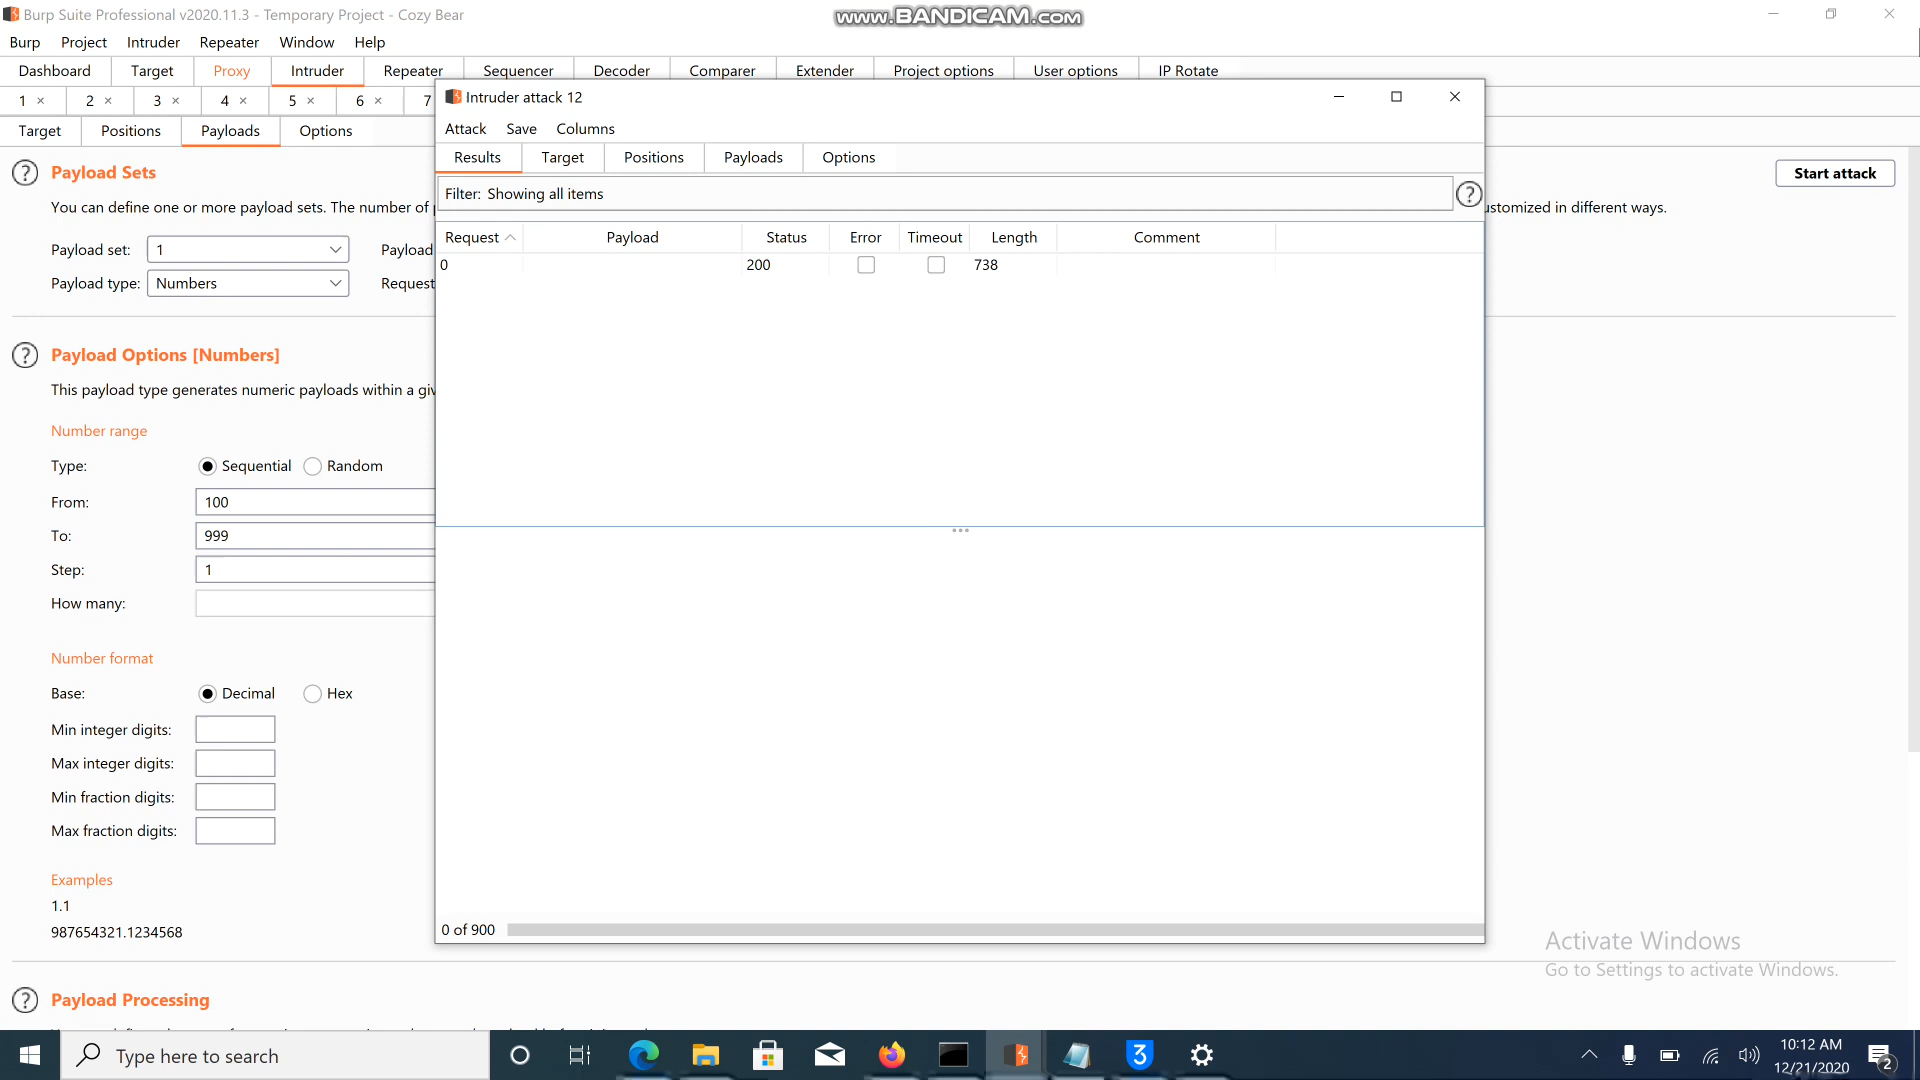 Burp Suite Professional v2020.11.3 - Temporary Project - Cozy Bear
www.BANDICAM.com
Burp Project Intruder Repeater Window Help
Dashboard Target Proxy Intruder Repeater Sequencer Decoder Comparer Extender Project options User options IP Rotate
1 × 2 × 3 × 4 × 5 × 6 × 7
Target Positions Payloads Options
Intruder attack 12
Attack Save Columns
Results Target Positions Payloads Options
Filter: Showing all items
?
Request Payload Status Error Timeout Length Comment
0 200 738
0 of 900
? Payload Sets
Start attack
You can define one or more payload sets. The number of
ustomized in different ways.
Payload set: 1 Payload
Payload type: Numbers Request
? Payload Options [Numbers]
This payload type generates numeric payloads within a giv
Number range
Type: Sequential Random
From: 100
To: 999
Step: 1
How many:
Number format
Base: Decimal Hex
Min integer digits:
Max integer digits:
Min fraction digits:
Max fraction digits:
Examples
1.1
987654321.1234568
? Payload Processing
Activate Windows
Go to Settings to activate Windows.
Type here to search
3
10:12 AM
12/21/2020
2